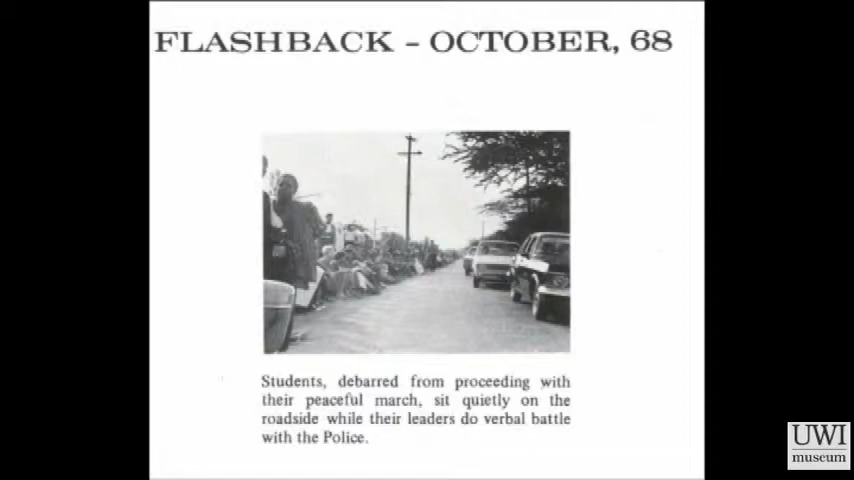 FLASHBACK – OCTOBER, 68
Students, debarred from proceeding with
their peaceful march, sit quietly on the
roadside while their leaders do verbal battle
with the Police.
UWI
museum